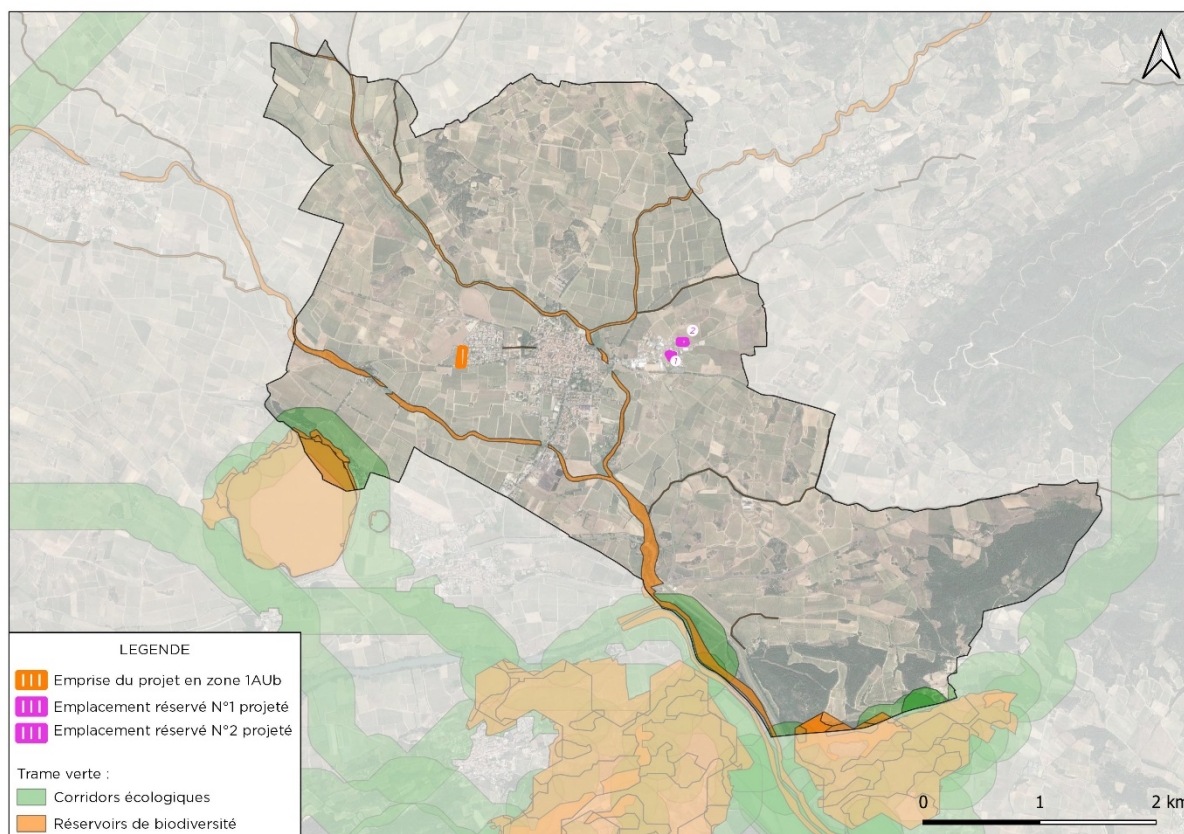 2
1
LEGENDE
Emprise du projet en zone 1AUb
Emplacement réservé N°1 projeté
Emplacement réservé N°2 projeté
Trame verte :
Corridors écologiques
Réservoirs de biodiversité
0 1 2 km